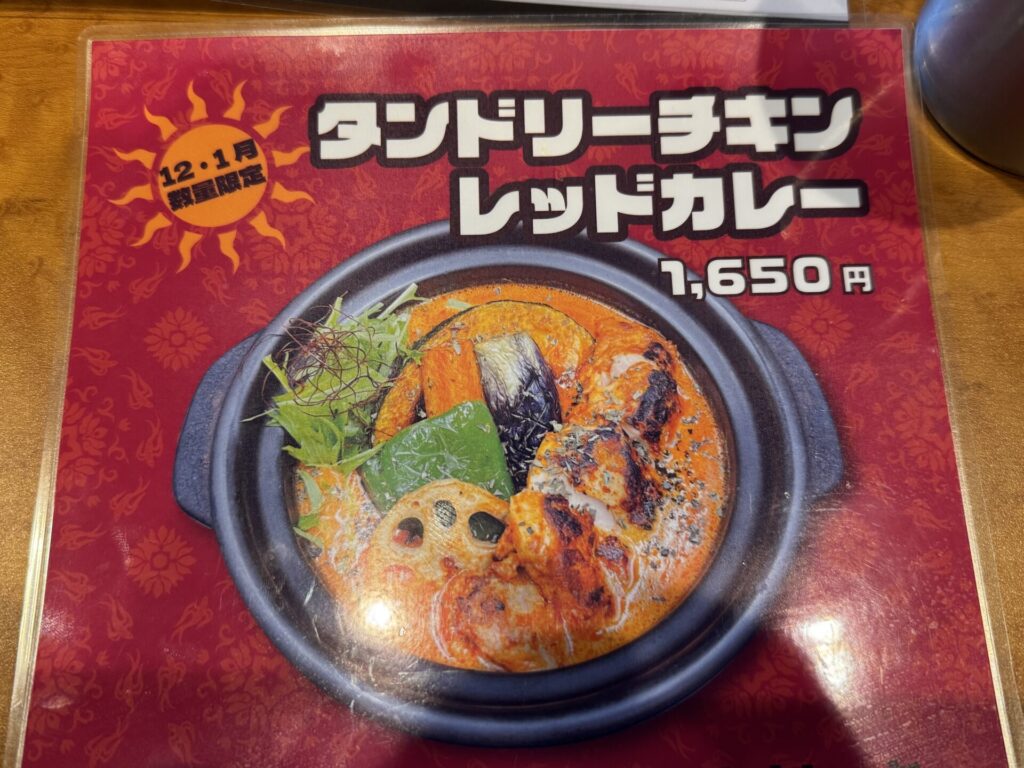 12・1月
数量限定
タンドリーチキン
レッドカレー
1,650円